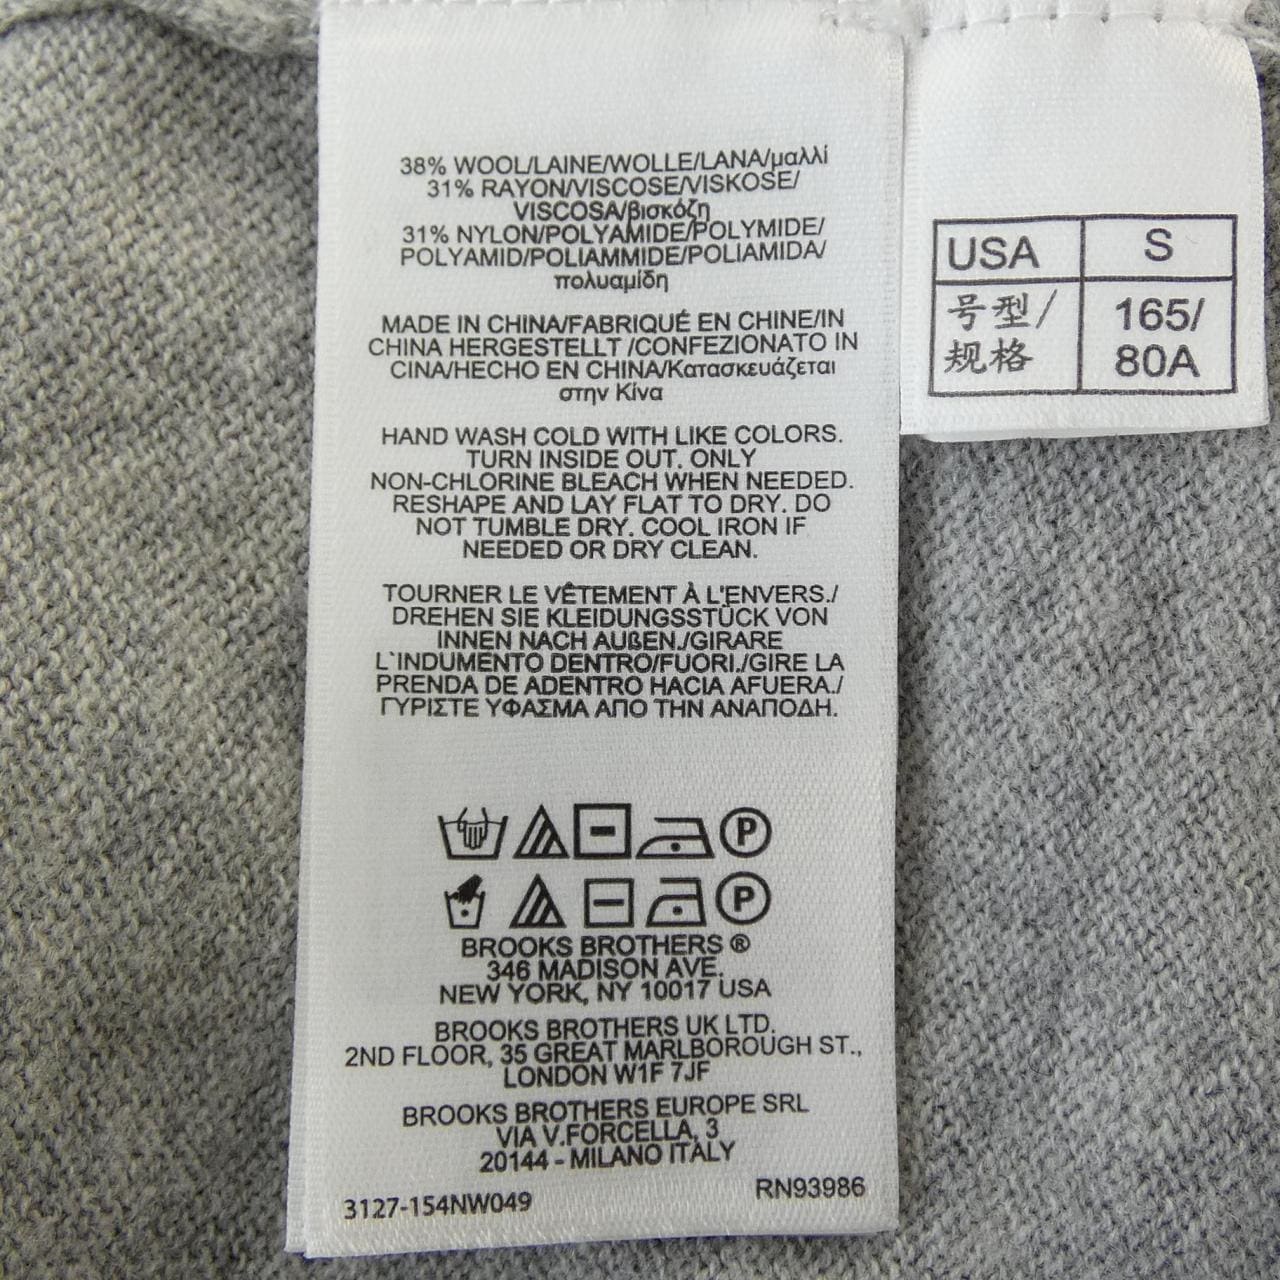 38% WOOL/LAINE/WOLLE/LANA/μαλλί
31% RAYON/VISCOSE/VISKOSE/
VISCOSA/βισκόζη
31% NYLON/POLYAMIDE/POLYMIDE/
POLYAMID/POLIAMMIDE/POLIAMIDA/
πολυαμίδη
MADE IN CHINA/FABRIQUÉ EN CHINE/IN
CHINA HERGESTELLT /CONFEZIONATO IN
CINA/HECHO EN CHINA/Κατασκευάζεται
στην Κίνα
HAND WASH COLD WITH LIKE COLORS.
TURN INSIDE OUT. ONLY
NON-CHLORINE BLEACH WHEN NEEDED.
RESHAPE AND LAY FLAT TO DRY. DO
NOT TUMBLE DRY. COOL IRON IF
NEEDED OR DRY CLEAN.
TOURNER LE VÊTEMENT À L'ENVERS./
DREHEN SIE KLEIDUNGSSTÜCK VON
INNEN NACH AUßEN./GIRARE
L`INDUMENTO DENTRO/FUORI./GIRE LA
PRENDA DE ADENTRO HACIA AFUERA./
ΓΥΡΙΣΤΕ ΥΦΑΣΜΑ ΑΠΟ ΤΗΝ ΑΝΑΠΟΔΗ.
P
P
BROOKS BROTHERS ®
346 MADISON AVE.
NEW YORK, NY 10017 USA
BROOKS BROTHERS UK LTD.
2ND FLOOR, 35 GREAT MARLBOROUGH ST.,
LONDON W1F 7JF
BROOKS BROTHERS EUROPE SRL
VIA V.FORCELLA, 3
20144 - MILANO ITALY
3127-154NW049 RN93986
USA S
号型/ 165/
规格 80A